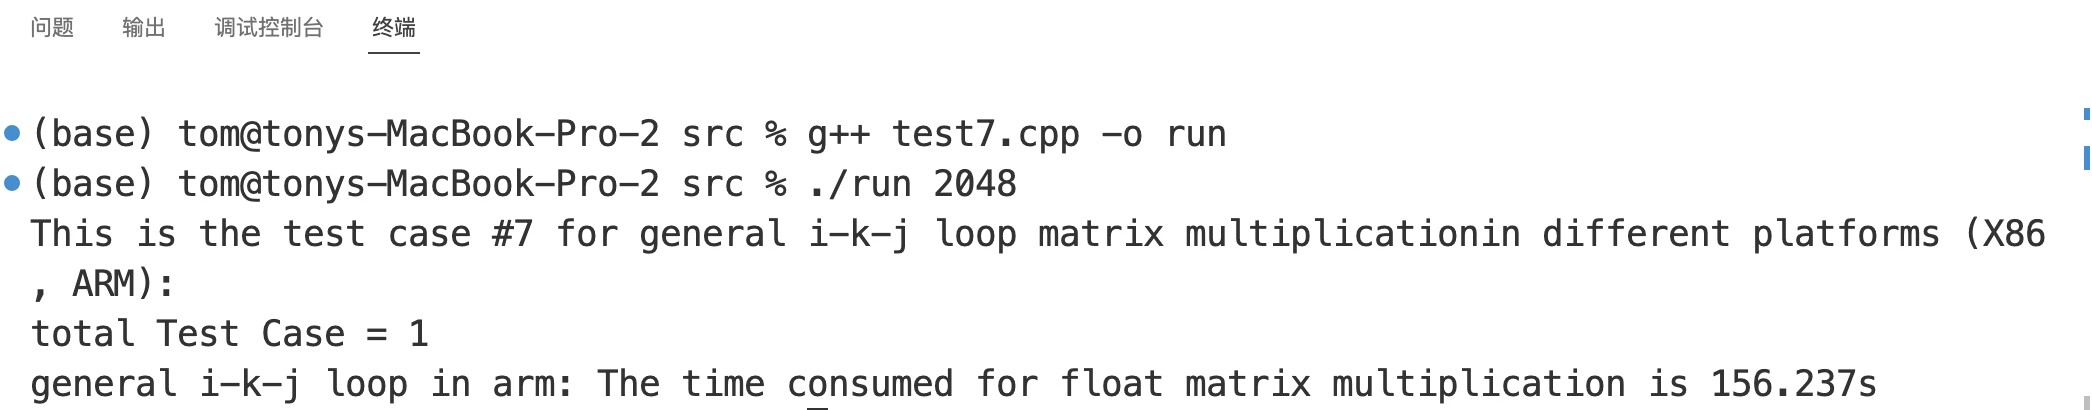 问题 输出 调试控制台 终端
(base) tom@tonys-MacBook-Pro-2 src % g++ test7.cpp -o run
(base) tom@tonys-MacBook-Pro-2 src % ./run 2048
This is the test case #7 for general i-k-j loop matrix multiplicationin different platforms (X86
, ARM):
total Test Case = 1
general i-k-j loop in arm: The time consumed for float matrix multiplication is 156.237s